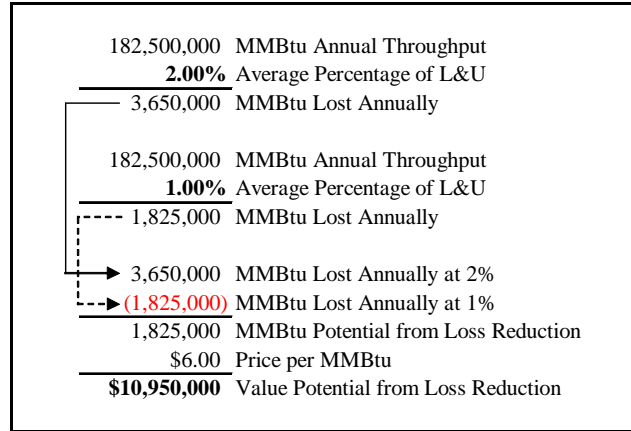 182,500,000 MMBtu Annual Throughput
2.00% Average Percentage of L&U
3,650,000 MMBtu Lost Annually
182,500,000 MMBtu Annual Throughput
1.00% Average Percentage of L&U
1,825,000 MMBtu Lost Annually
3,650,000 MMBtu Lost Annually at 2%
(1,825,000) MMBtu Lost Annually at 1%
1,825,000 MMBtu Potential from Loss Reduction
$6.00 Price per MMBtu
$10,950,000 Value Potential from Loss Reduction